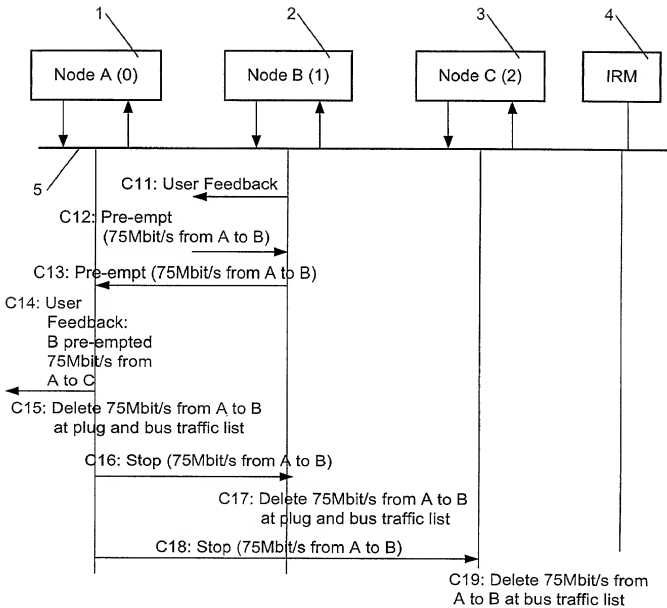 1
2
3
4
Node A (0)
Node B (1)
Node C (2)
IRM
5
C11: User Feedback
C12: Pre-empt
(75Mbit/s from A to B)
C13: Pre-empt (75Mbit/s from A to B)
C14: User
Feedback:
B pre-empted
75Mbit/s from
A to C
C15: Delete 75Mbit/s from A to B
at plug and bus traffic list
C16: Stop (75Mbit/s from A to B)
C17: Delete 75Mbit/s from A to B
at plug and bus traffic list
C18: Stop (75Mbit/s from A to B)
C19: Delete 75Mbit/s from
A to B at bus traffic list